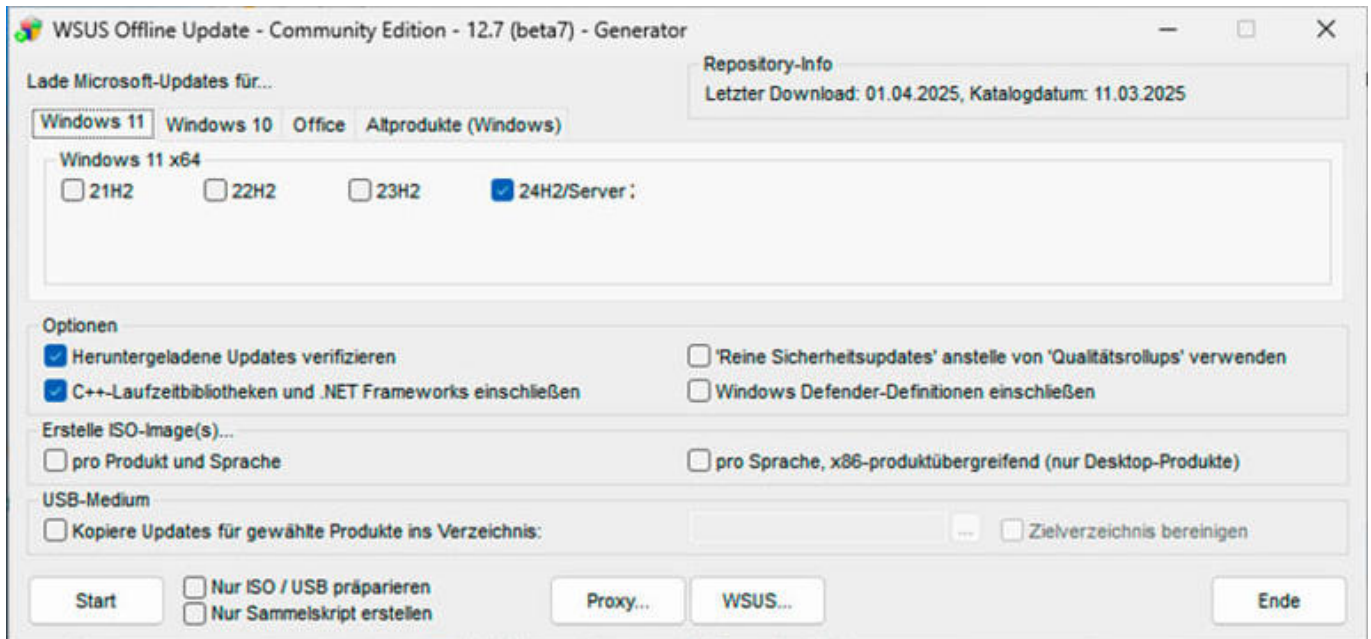 WSUS Offline Update - Community Edition - 12.7 (beta7) - Generator
Lade Microsoft-Updates für...
Repository-Info
Letzter Download: 01.04.2025, Katalogdatum: 11.03.2025
Windows 11 Windows 10 Office Altprodukte (Windows)
Windows 11 x64
21H2 22H2 23H2 24H2/Server
Optionen
Heruntergeladene Updates verifizieren
'Reine Sicherheitsupdates' anstelle von 'Qualitätsrollups' verwenden
C++-Laufzeitbibliotheken und .NET Frameworks einschließen
Windows Defender-Definitionen einschließen
Erstelle ISO-Image(s)...
pro Produkt und Sprache
pro Sprache, x86-produktübergreifend (nur Desktop-Produkte)
USB-Medium
Kopiere Updates für gewählte Produkte ins Verzeichnis:
...
Zielverzeichnis bereinigen
Start
Nur ISO / USB präparieren
Nur Sammelskript erstellen
Proxy...
WSUS...
Ende